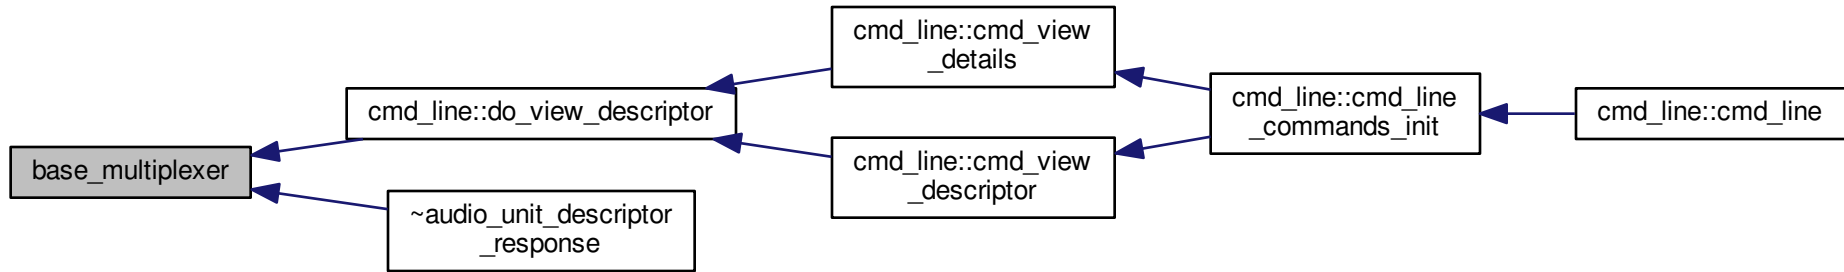 base_multiplexer
cmd_line::do_view_descriptor
~audio_unit_descriptor
_response
cmd_line::cmd_view
_details
cmd_line::cmd_view
_descriptor
cmd_line::cmd_line
_commands_init
cmd_line::cmd_line